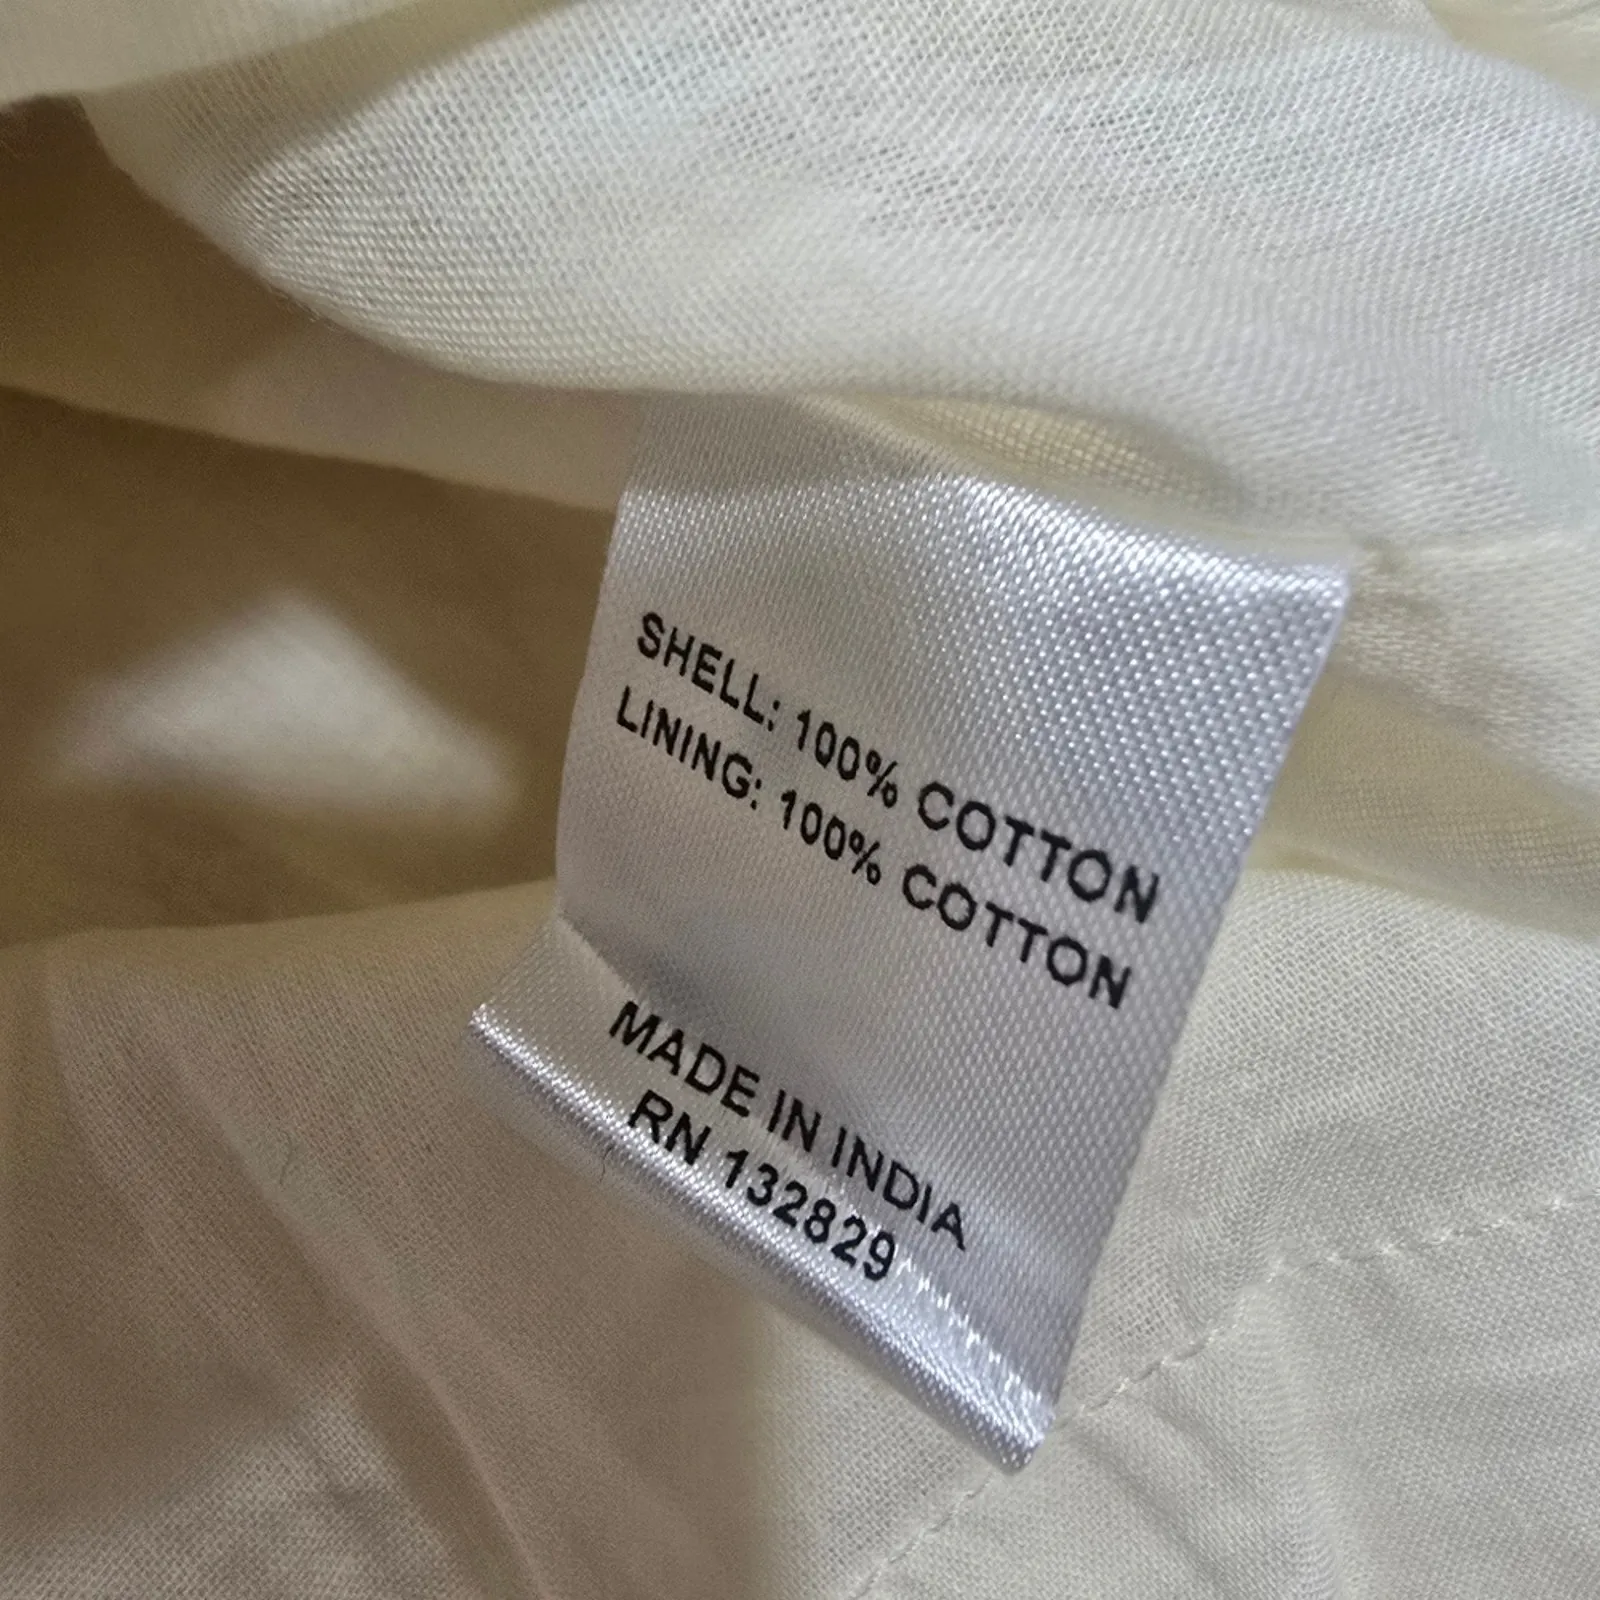 SHELL: 100% COTTON
LINING: 100% COTTON
MADE IN INDIA
RN 132829